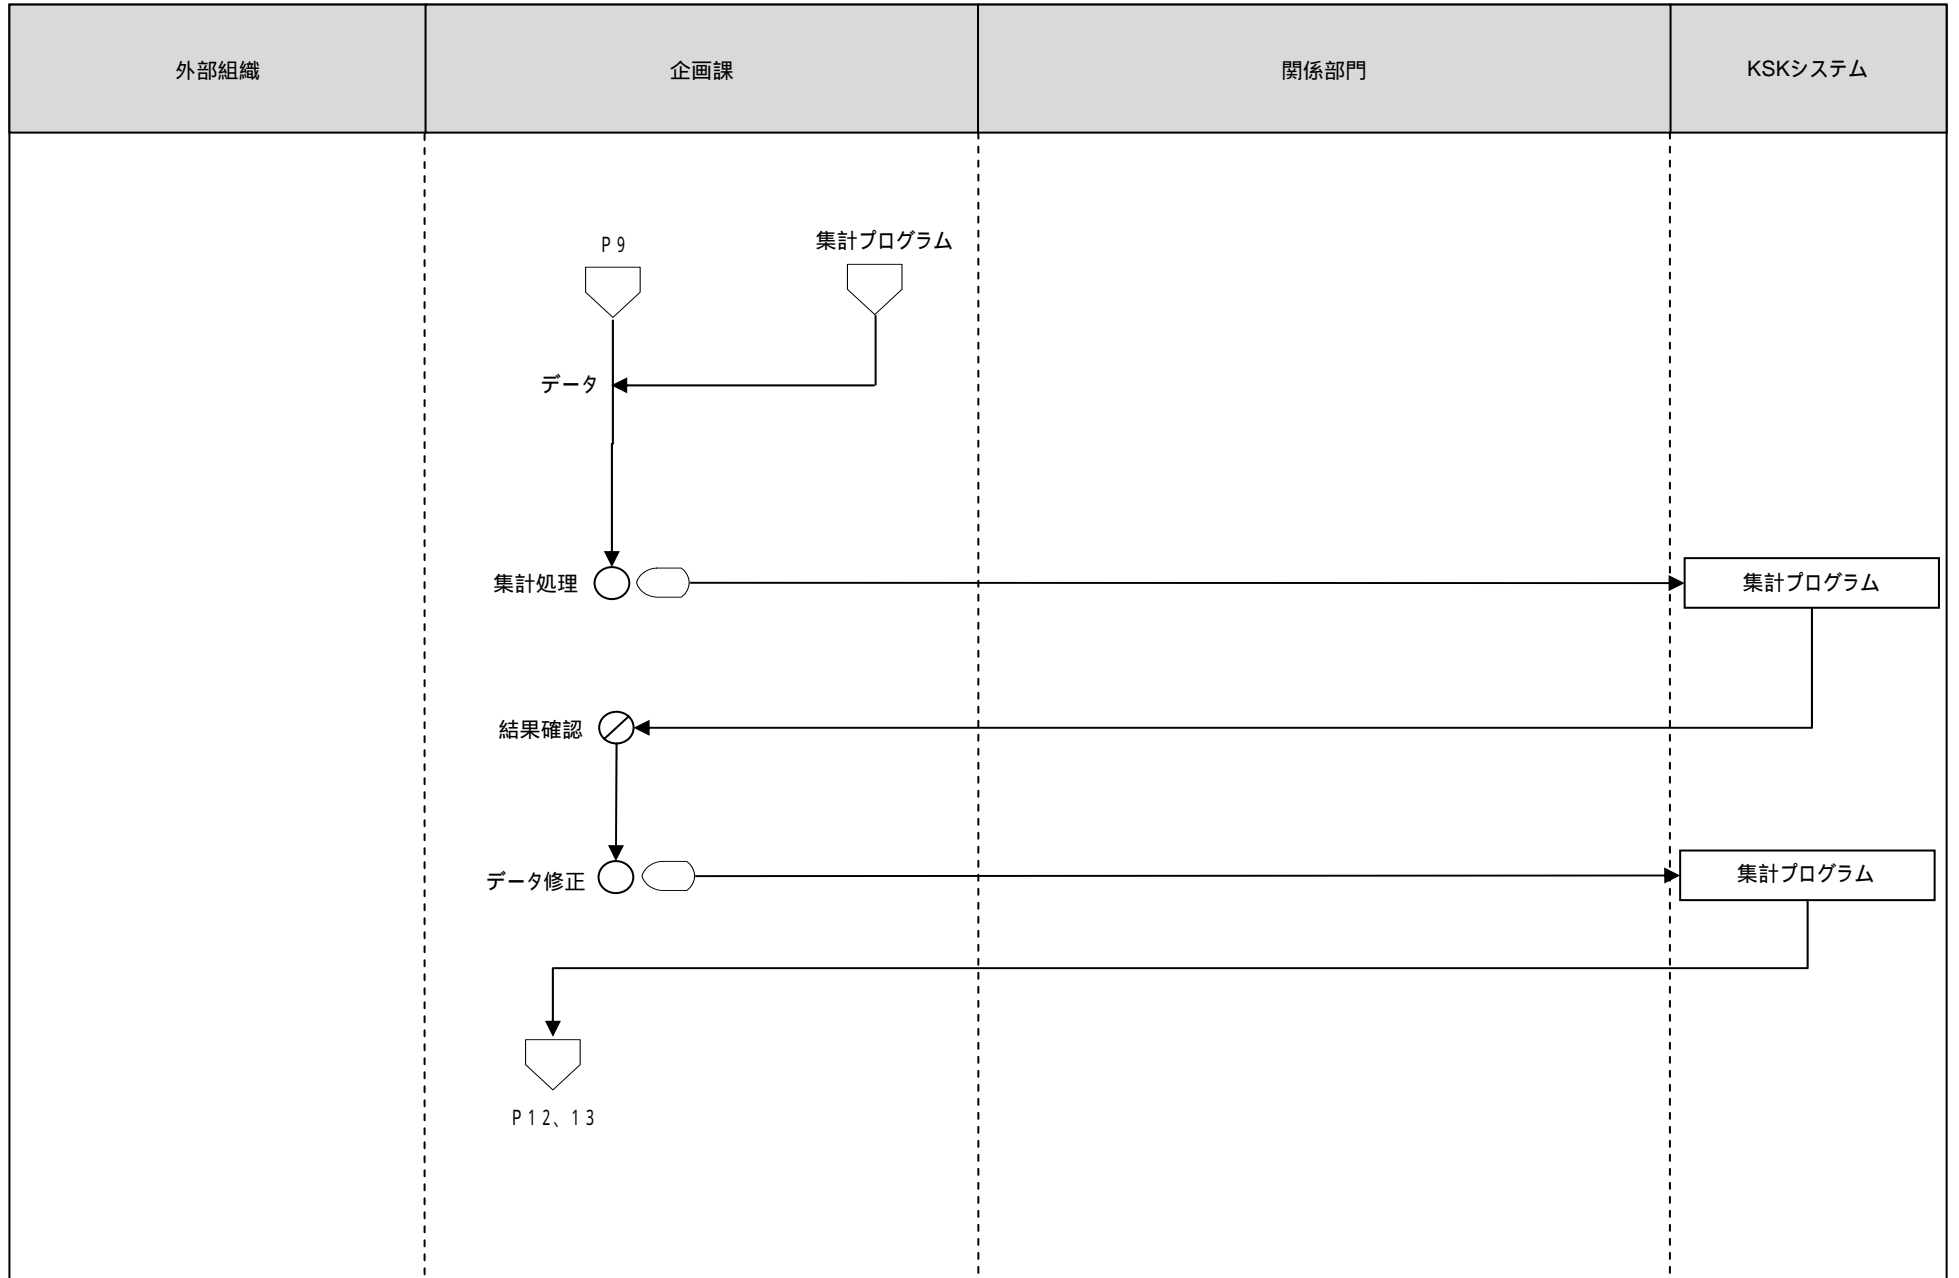 外部組織
企画課
関係部門
KSKシステム
P9
集計プログラム
データ
集計処理
集計プログラム
結果確認
データ修正
集計プログラム
P12、13